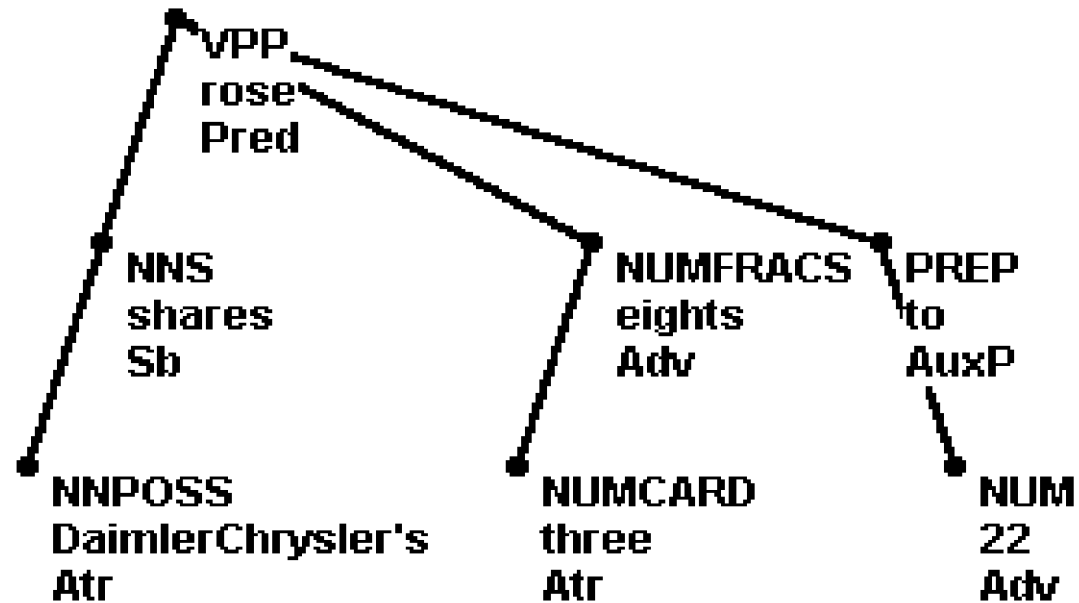 VPP
rose
Pred
NNS
shares
Sb
NUMFRACS
eights
Adv
PREP
to
AuxP
NNPOSS
DaimlerChrysler's
Atr
NUMCARD
three
Atr
NUM
22
Adv